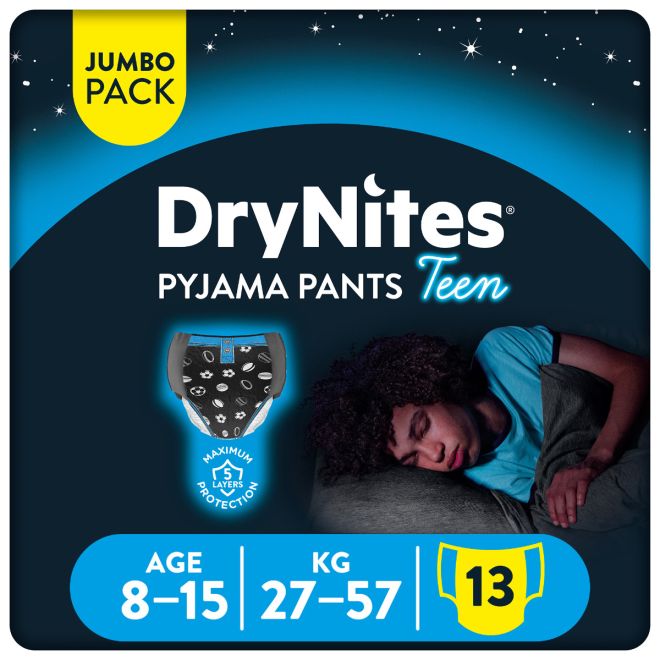 JUMBO
PACK
DryNites®
PYJAMA PANTS Teen
MAXIMUM
5
LAYERS
PROTECTION
AGE
8–15
KG
27–57
13